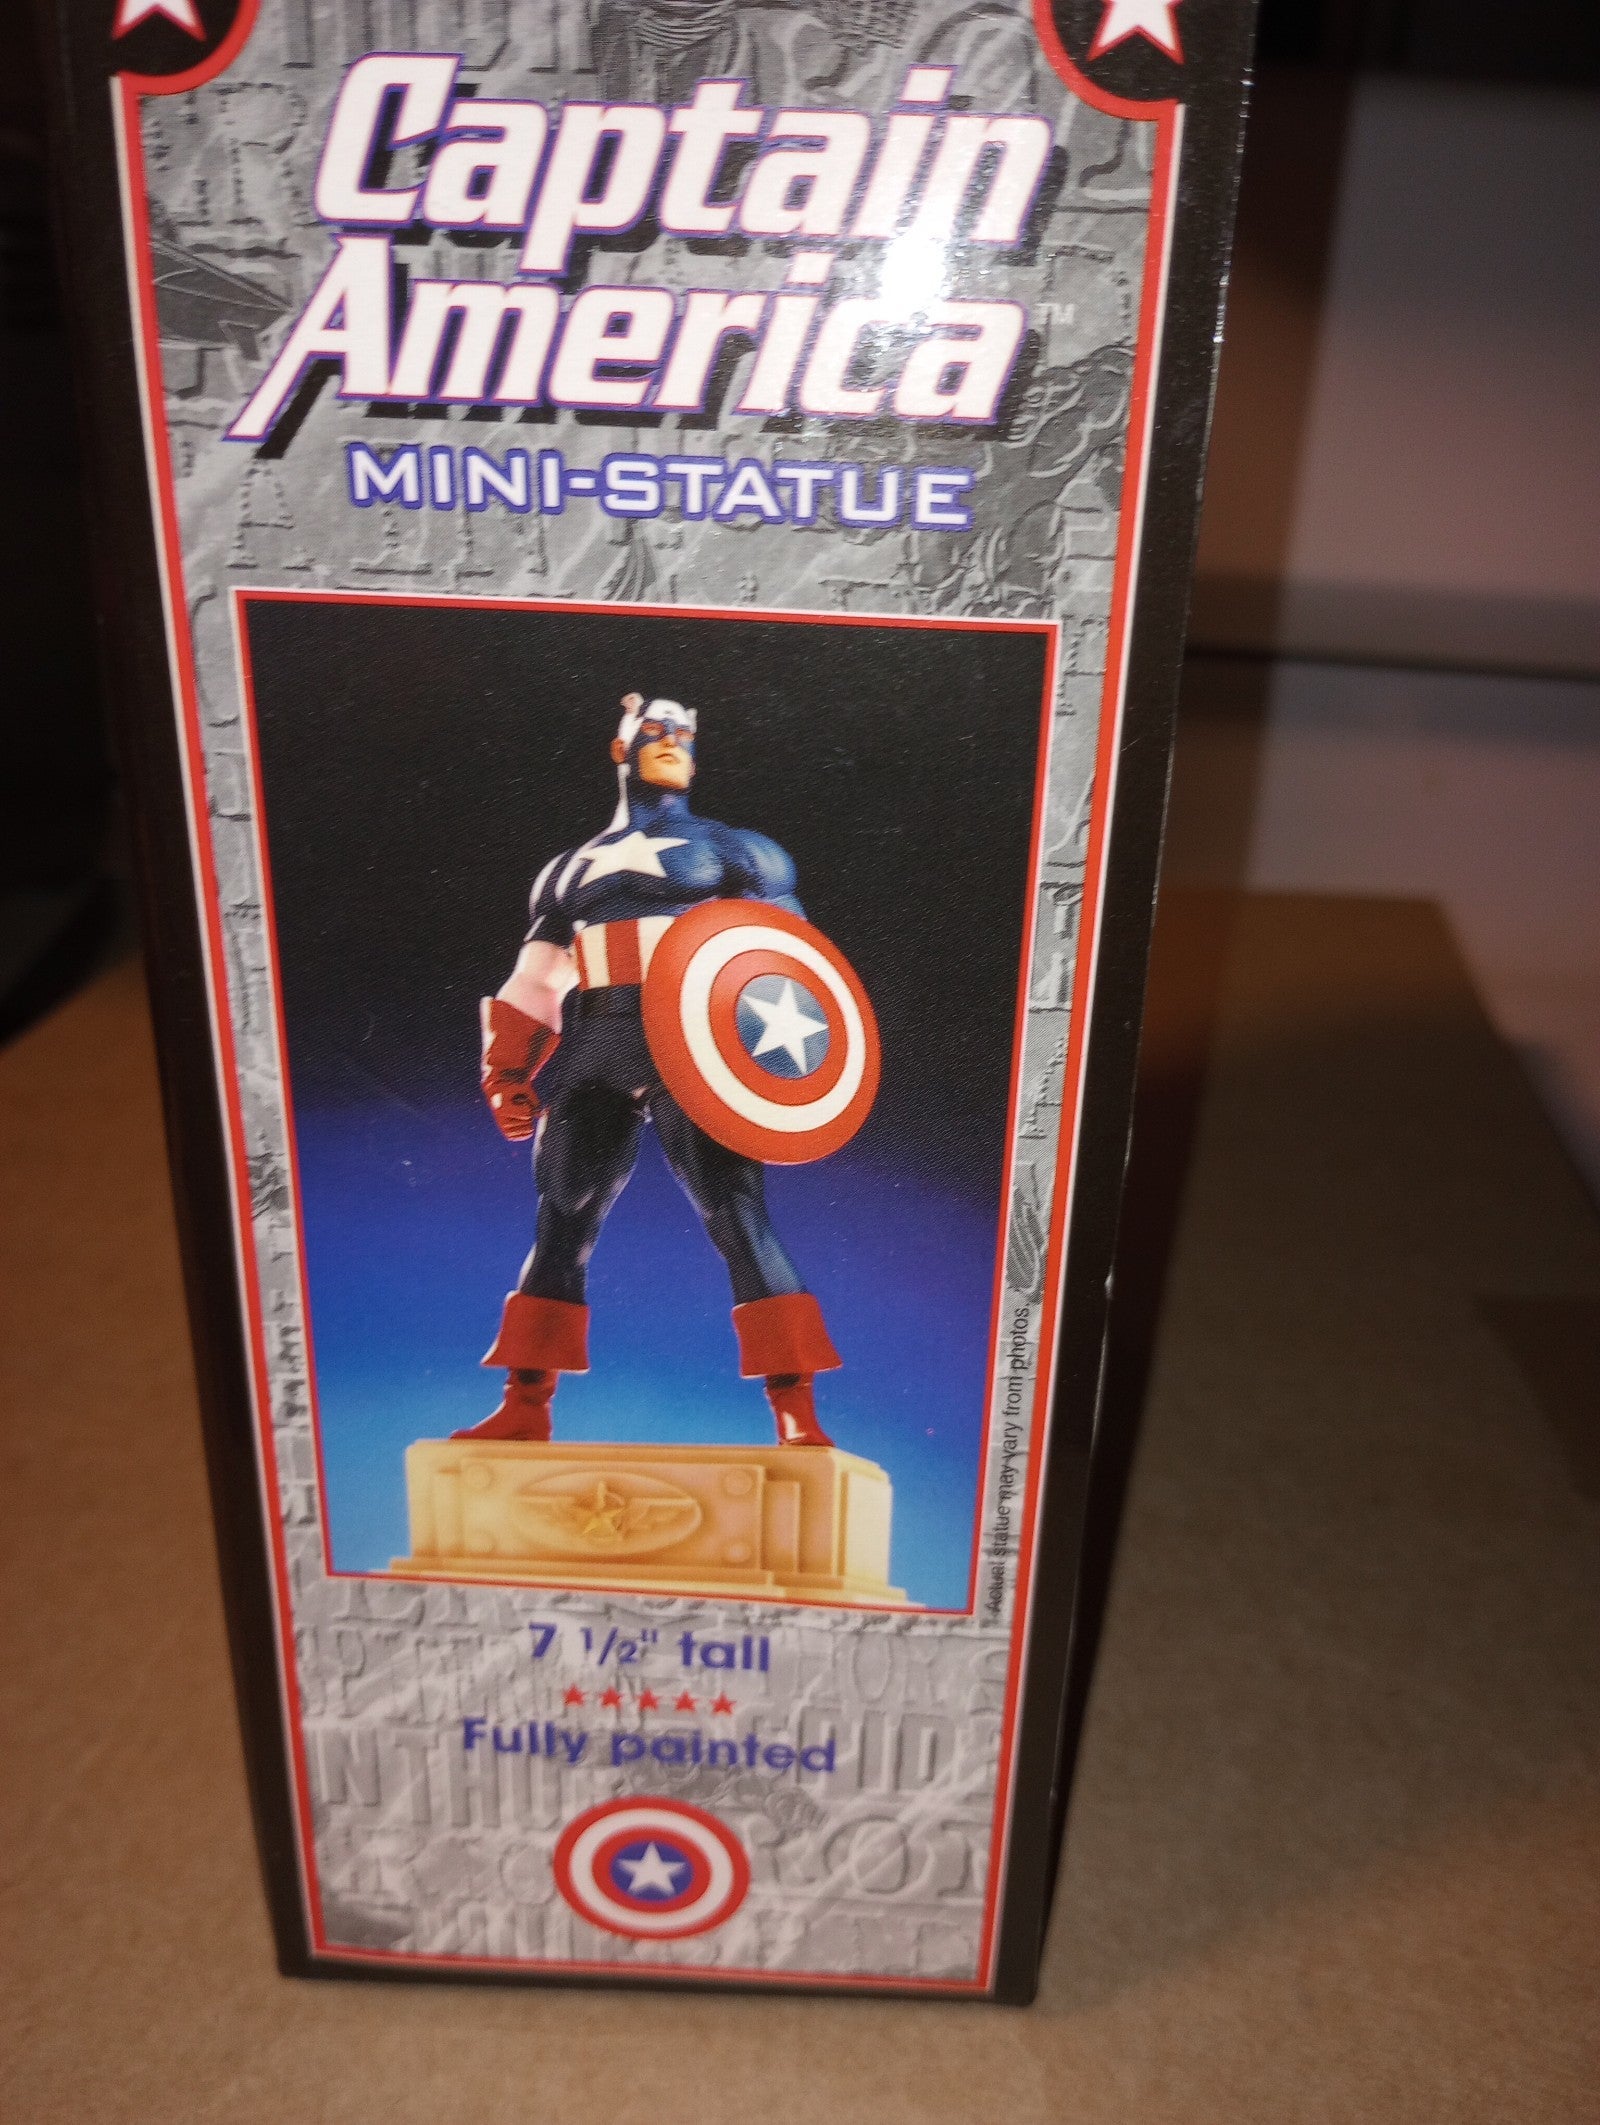 Captain
America™
MINI-STATUE
Actual statue may vary from photos.
7 1/2" tall
Fully painted